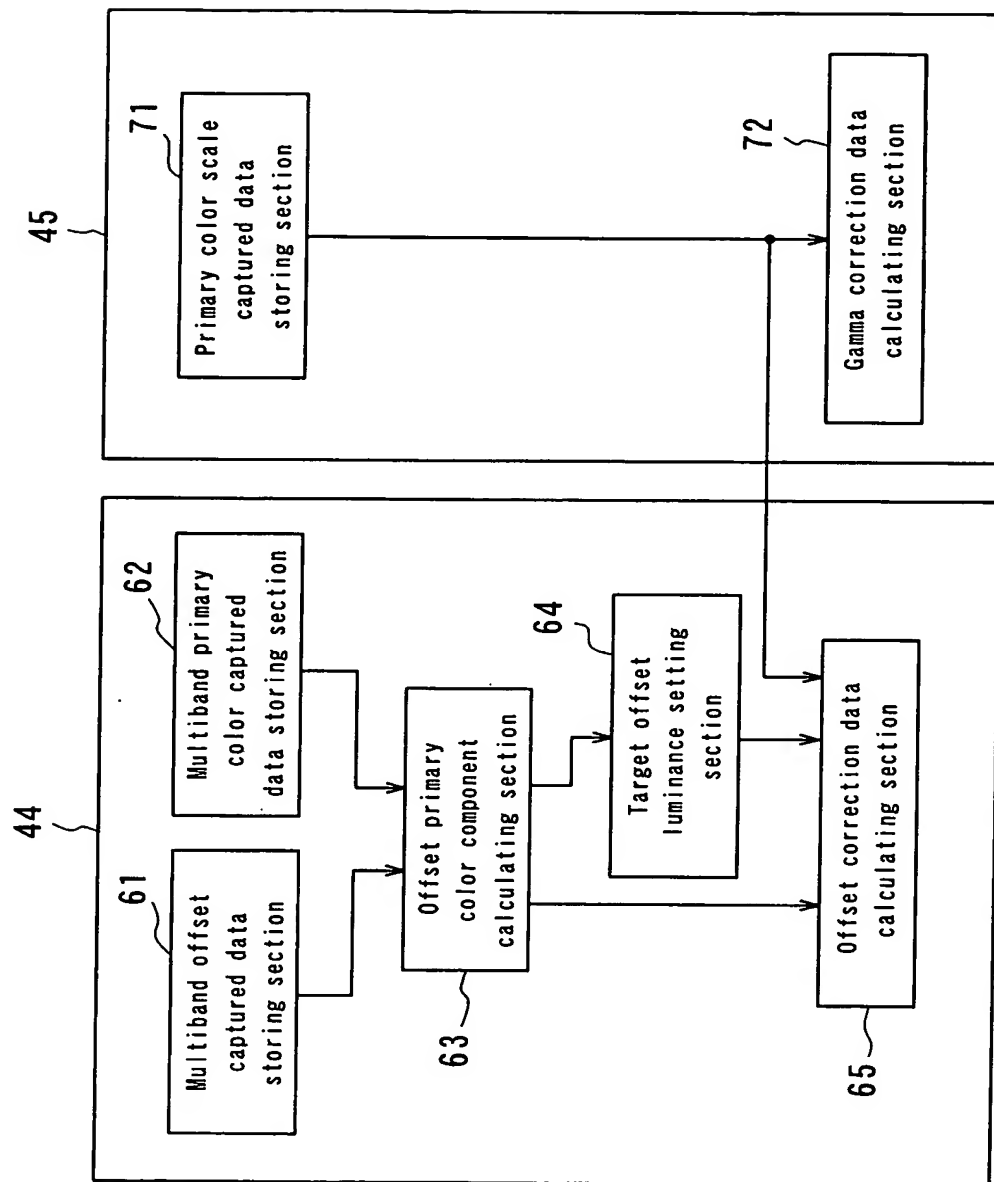 44
61
Multiband offset
captured data
storing section
62
Multiband primary
color captured
data storing section
Offset primary
color component
calculating section
63
64
Target offset
luminance setting
section
Offset correction data
calculating section
65
45
71
Primary color scale
captured data
storing section
72
Gamma correction data
calculating section